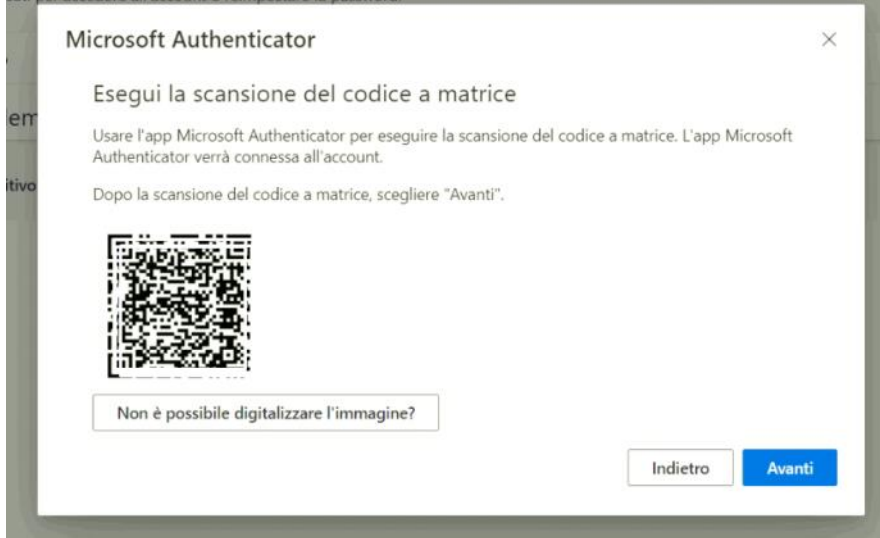 Microsoft Authenticator
Esegui la scansione del codice a matrice
Usare l'app Microsoft Authenticator per eseguire la scansione del codice a matrice. L'app Microsoft
Authenticator verrà connessa all'account.
Dopo la scansione del codice a matrice, scegliere "Avanti".
Non è possibile digitalizzare l'immagine?
Indietro
Avanti